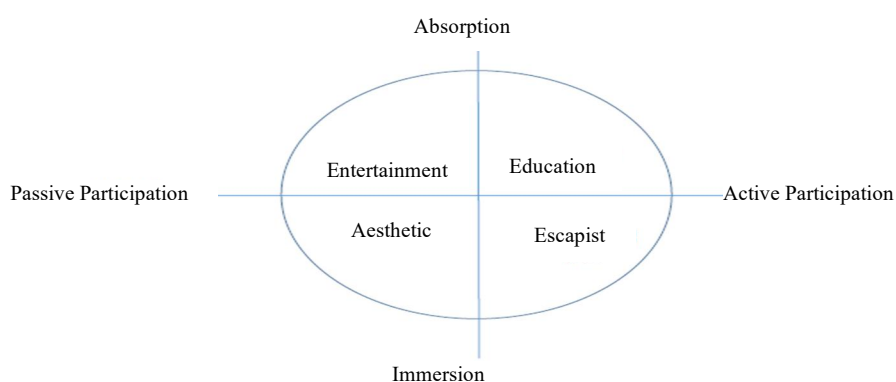 Absorption
Entertainment
Education
Passive Participation
Active Participation
Aesthetic
Escapist
Immersion